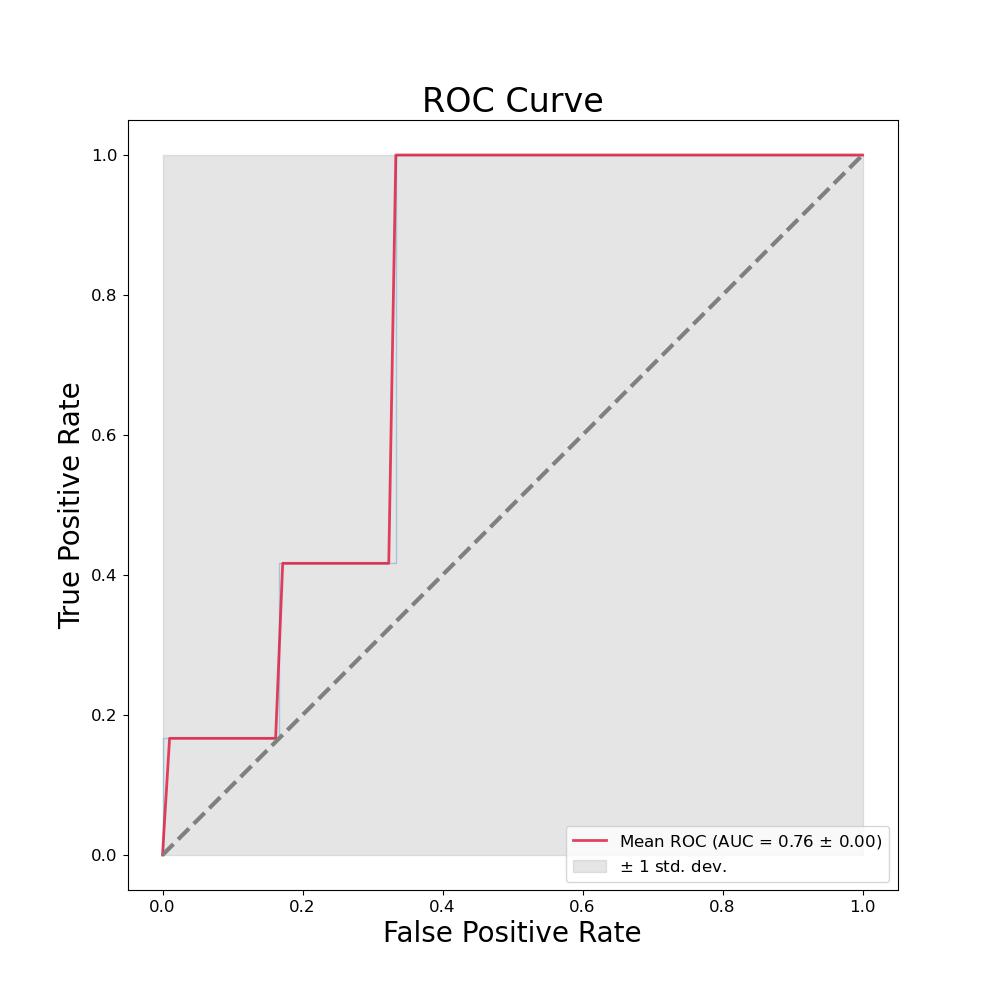 ROC Curve
1.0
0.8
0.6
0.4
0.2
0.0
True Positive Rate
Mean ROC (AUC = 0.76 ± 0.00)
± 1 std. dev.
0.0 0.2 0.4 0.6 0.8 1.0
False Positive Rate